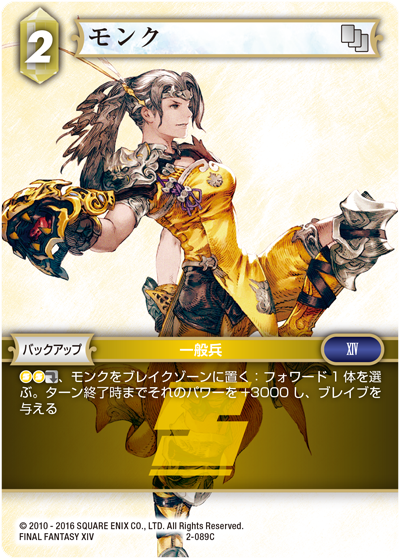 2
モンク
バックアップ
一般兵
XIV
、モンクをブレイクゾーンに置く：フォワード1体を選
ぶ。ターン終了時までそれのパワーを+3000し、ブレイブを
与える
© 2010 - 2016 SQUARE ENIX CO., LTD. All Rights Reserved.
FINAL FANTASY XIV
2-089C